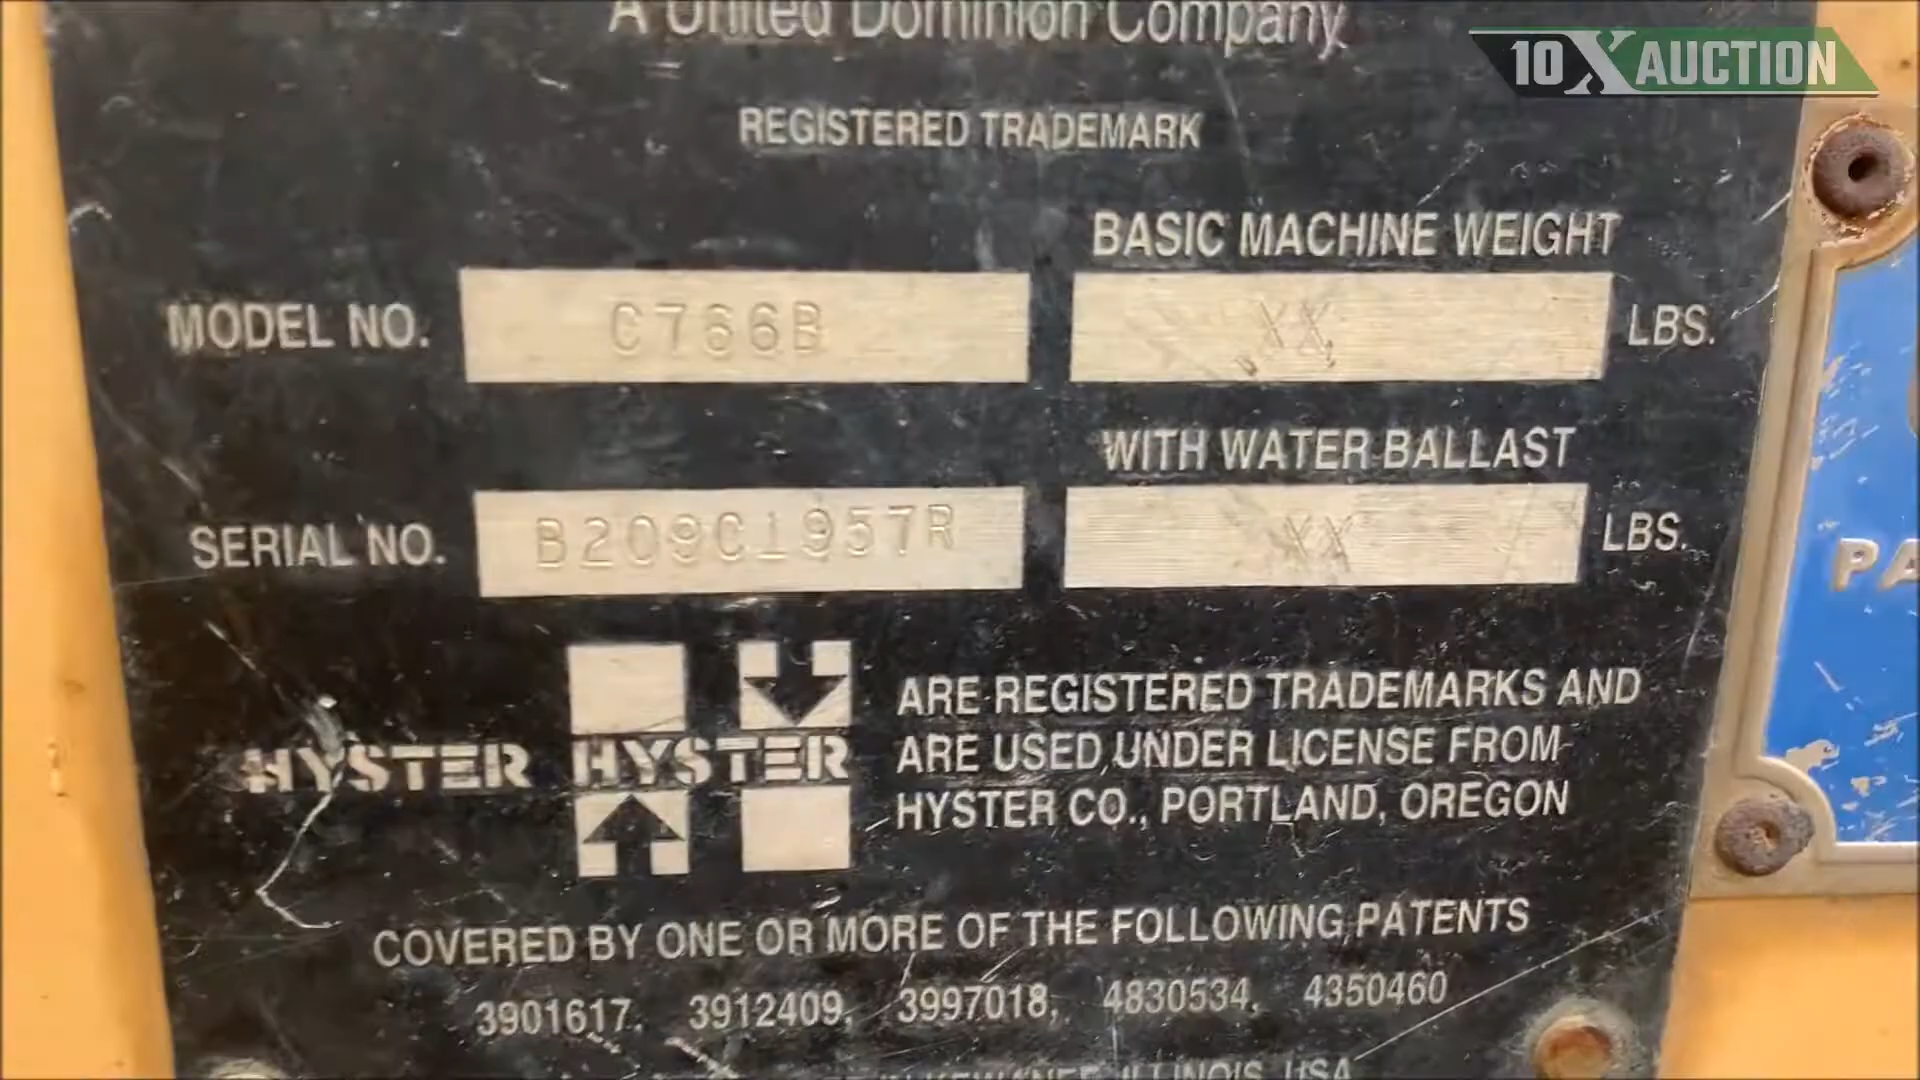 A United Dominion Company
10X AUCTION
REGISTERED TRADEMARK
BASIC MACHINE WEIGHT
MODEL NO. C766B XX LBS.
WITH WATER BALLAST
SERIAL NO. B209C1957R XX LBS.
HYSTER HYSTER
ARE REGISTERED TRADEMARKS AND
ARE USED UNDER LICENSE FROM
HYSTER CO., PORTLAND, OREGON
COVERED BY ONE OR MORE OF THE FOLLOWING PATENTS
3901617, 3912409, 3997018, 4830534, 4350460
KEWANEE, ILLINOIS, USA
PA